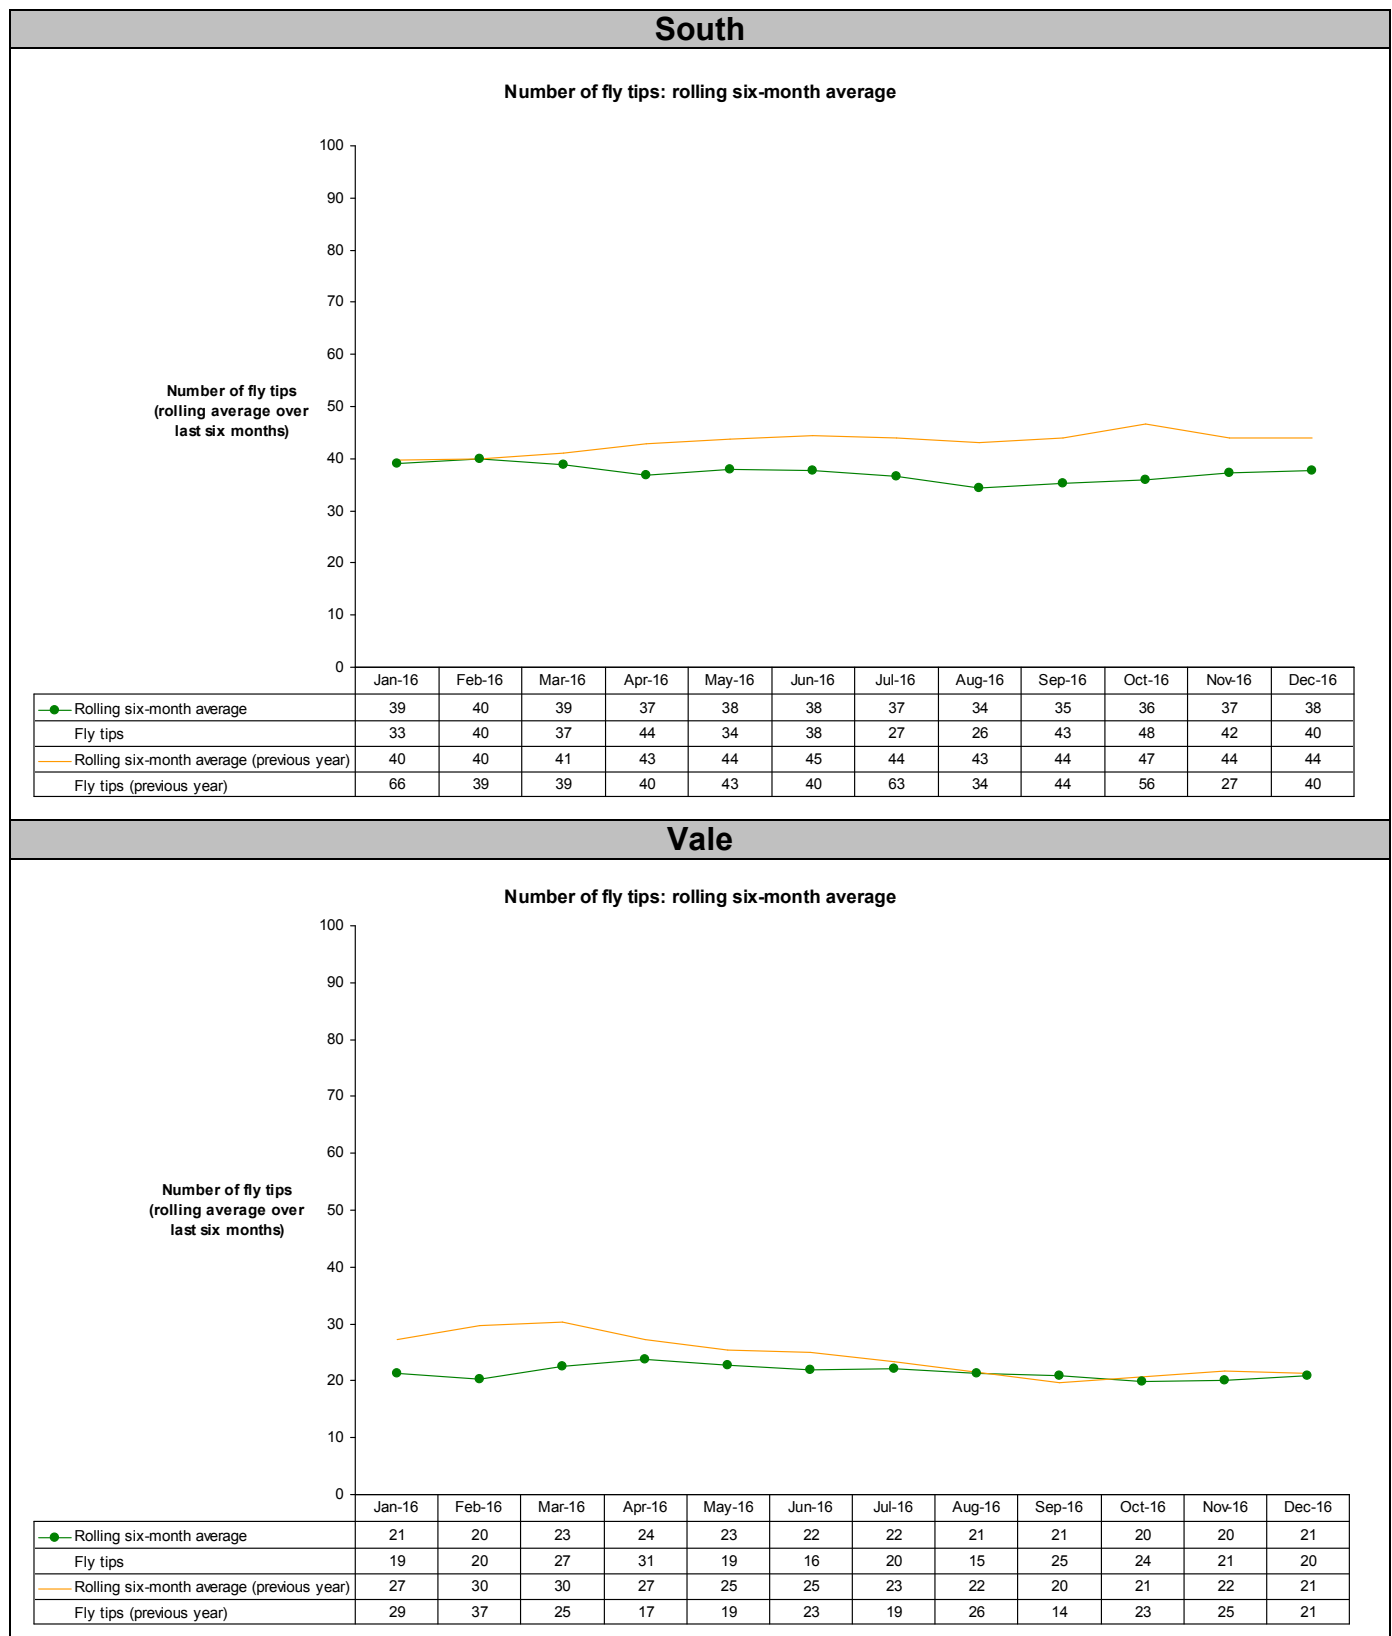 South
Number of fly tips: rolling six-month average
100
90
80
70
60
50
40
30
20
10
0
Number of fly tips
(rolling average over
last six months)
Jan-16 Feb-16 Mar-16 Apr-16 May-16 Jun-16 Jul-16 Aug-16 Sep-16 Oct-16 Nov-16 Dec-16
Rolling six-month average 39 40 39 37 38 38 37 34 35 36 37 38
Fly tips 33 40 37 44 34 38 27 26 43 48 42 40
Rolling six-month average (previous year) 40 40 41 43 44 45 44 43 44 47 44 44
Fly tips (previous year) 66 39 39 40 43 40 63 34 44 56 27 40
Vale
Number of fly tips: rolling six-month average
100
90
80
70
60
50
40
30
20
10
0
Number of fly tips
(rolling average over
last six months)
Jan-16 Feb-16 Mar-16 Apr-16 May-16 Jun-16 Jul-16 Aug-16 Sep-16 Oct-16 Nov-16 Dec-16
Rolling six-month average 21 20 23 24 23 22 22 21 21 20 20 21
Fly tips 19 20 27 31 19 16 20 15 25 24 21 20
Rolling six-month average (previous year) 27 30 30 27 25 25 23 22 20 21 22 21
Fly tips (previous year) 29 37 25 17 19 23 19 26 14 23 25 21